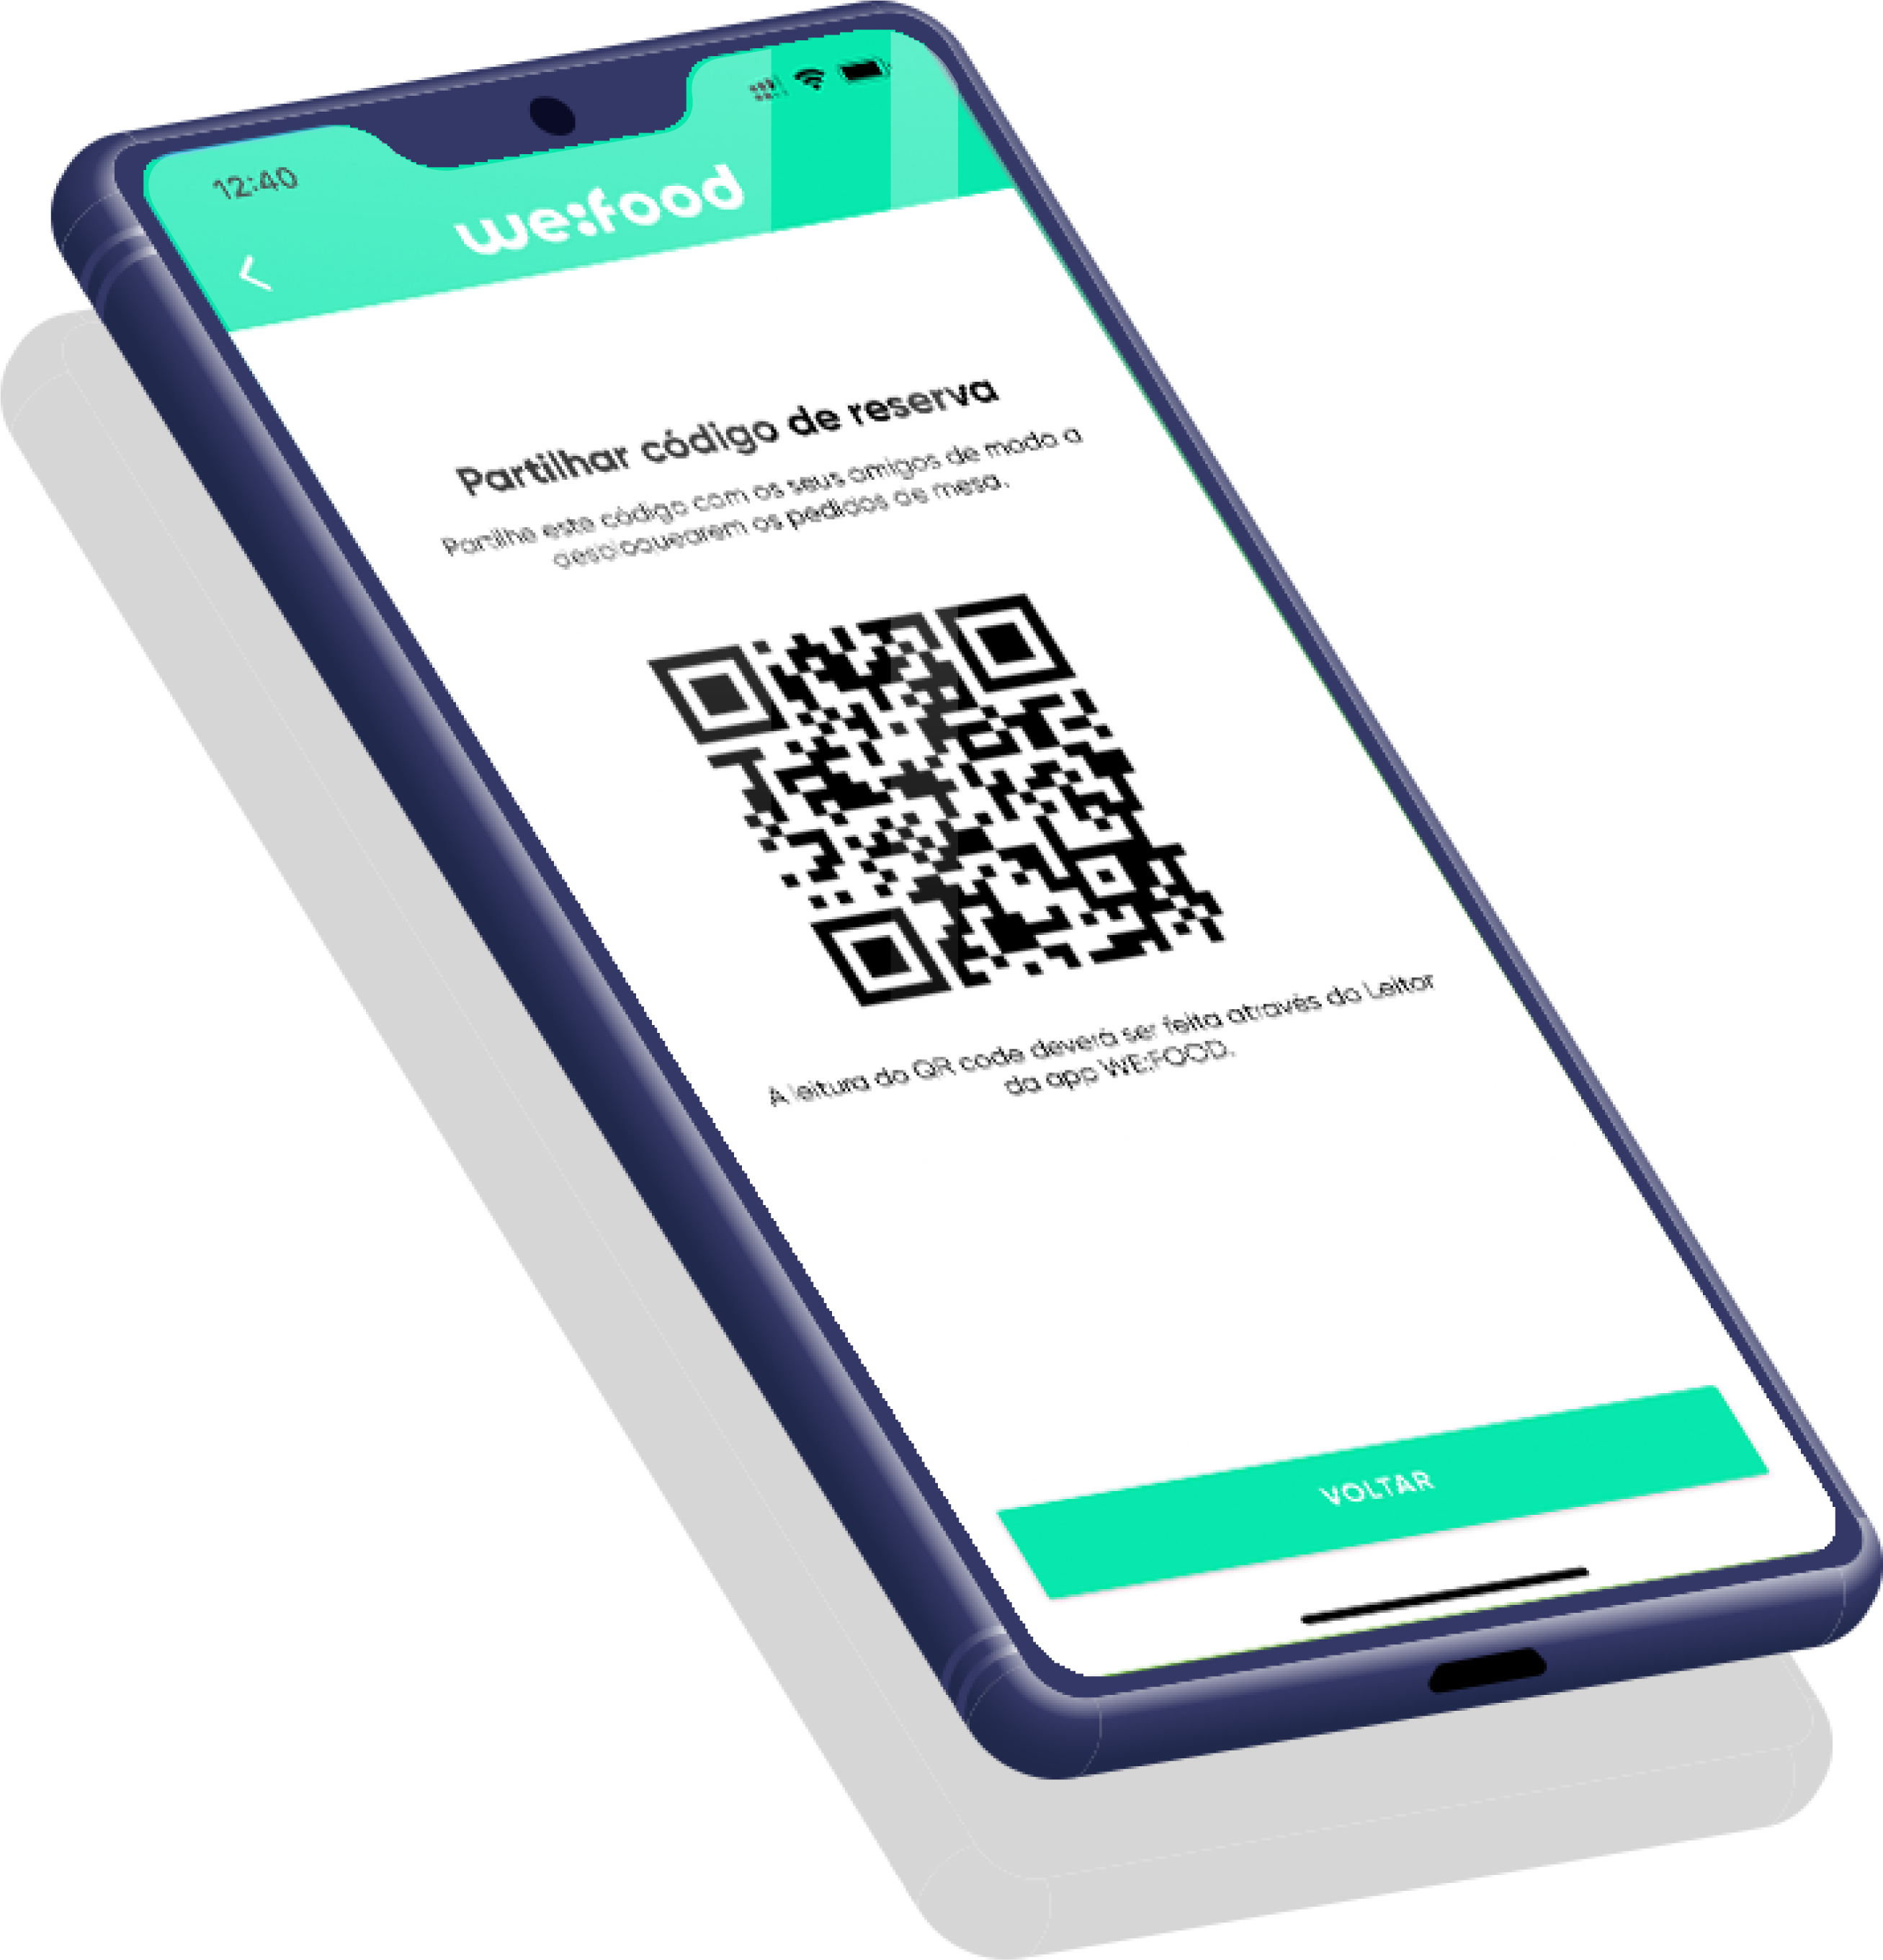 12:40
we:food
Partilhar código de reserva
Partilhe este código com os seus amigos de modo a
desbloquearem os pedidos de mesa.
A leitura do QR code deverá ser feita através do Leitor
da app WE:FOOD.
VOLTAR